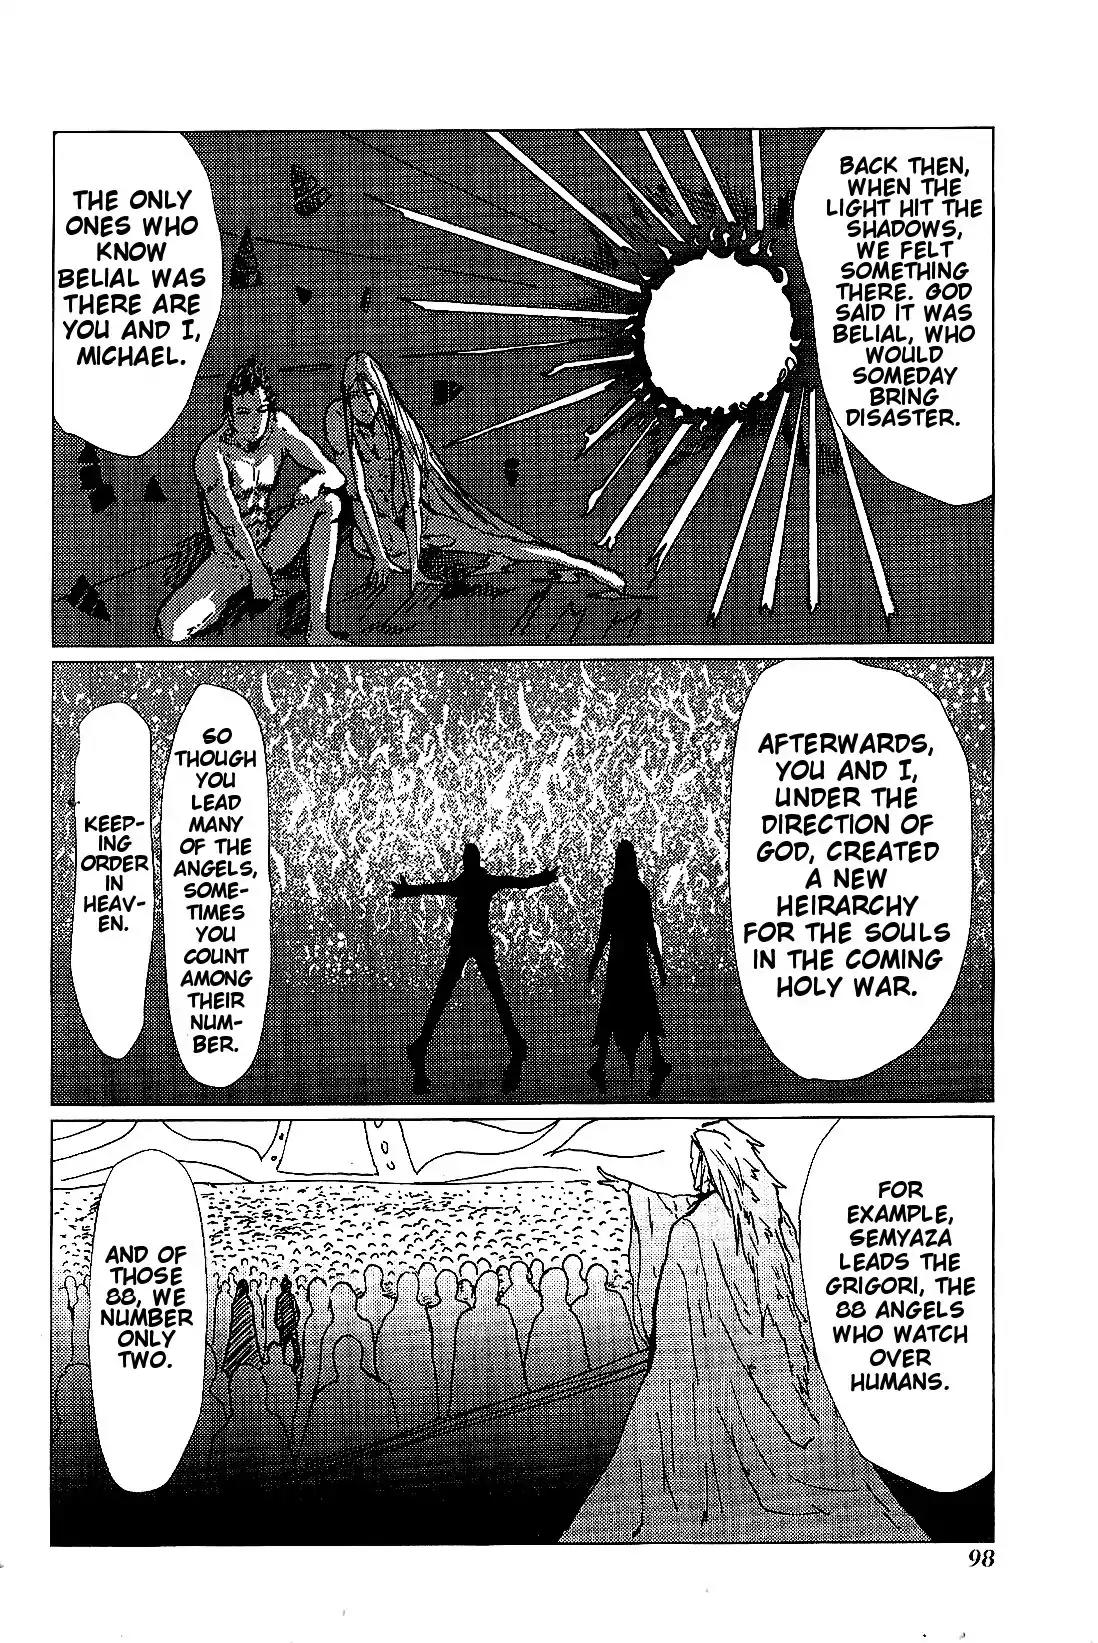 BACK THEN,
WHEN THE
LIGHT HIT THE
SHADOWS,
WE FELT
SOMETHING
THERE. GOD
SAID IT WAS
BELIAL, WHO
WOULD
SOMEDAY
BRING
DISASTER.
THE ONLY
ONES WHO
KNOW
BELIAL WAS
THERE ARE
YOU AND I,
MICHAEL.
AFTERWARDS,
YOU AND I,
UNDER THE
DIRECTION OF
GOD, CREATED
A NEW
HEIRARCHY
FOR THE SOULS
IN THE COMING
HOLY WAR.
SO
THOUGH
YOU
LEAD
MANY
OF THE
ANGELS,
SOME-
TIMES
YOU
COUNT
AMONG
THEIR
NUM-
BER.
KEEP-
ING
ORDER
IN
HEAV-
EN.
FOR
EXAMPLE,
SEMYAZA
LEADS THE
GRIGORI, THE
88 ANGELS
WHO WATCH
OVER
HUMANS.
AND OF
THOSE
88, WE
NUMBER
ONLY
TWO.
98